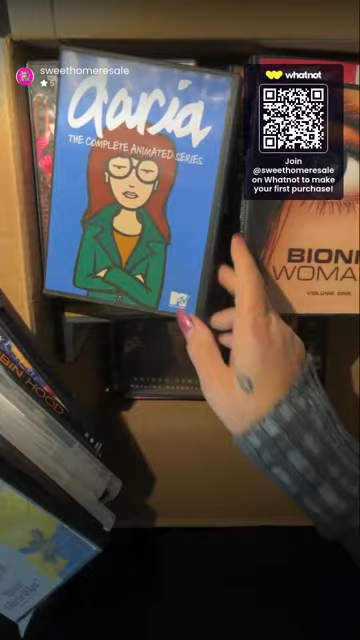 sweethomeresale
5
whatnot
Join
@sweethomeresale
on Whatnot to make
your first purchase!
daria
THE COMPLETE ANIMATED SERIES
MTV
BIONI
WOMA
VOLUME ONE
BIN HOOD